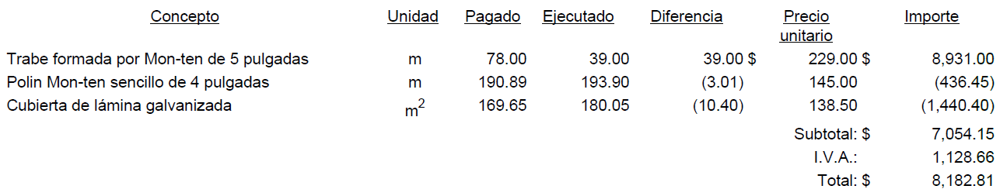 Concepto Unidad Pagado Ejecutado Diferencia Precio unitario Importe
Trabe formada por Mon-ten de 5 pulgadas m 78.00 39.00 39.00 $ 229.00 $ 8,931.00
Polin Mon-ten sencillo de 4 pulgadas m 190.89 193.90 (3.01) 145.00 (436.45)
Cubierta de lámina galvanizada m2 169.65 180.05 (10.40) 138.50 (1,440.40)
Subtotal: $ 7,054.15
I.V.A.: 1,128.66
Total: $ 8,182.81